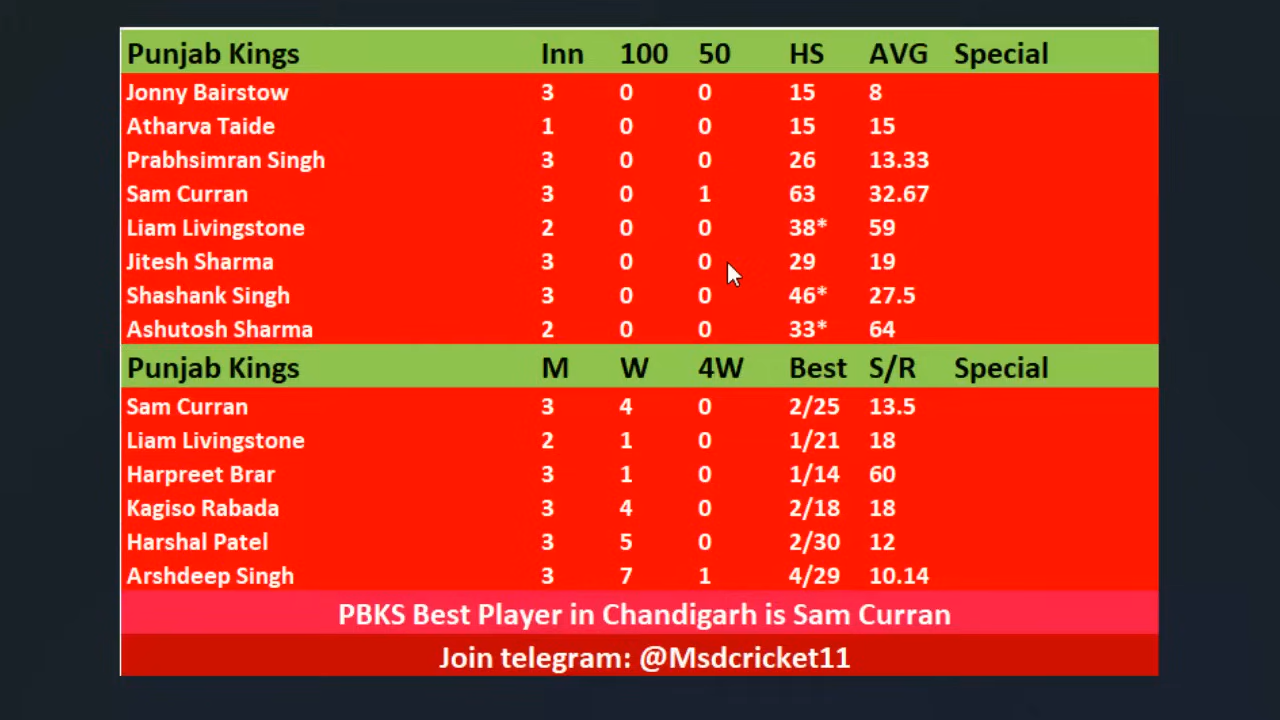 Punjab Kings Inn 100 50 HS AVG Special
Jonny Bairstow 3 0 0 15 8
Atharva Taide 1 0 0 15 15
Prabhsimran Singh 3 0 0 26 13.33
Sam Curran 3 0 1 63 32.67
Liam Livingstone 2 0 0 38* 59
Jitesh Sharma 3 0 0 29 19
Shashank Singh 3 0 0 46* 27.5
Ashutosh Sharma 2 0 0 33* 64
Punjab Kings M W 4W Best S/R Special
Sam Curran 3 4 0 2/25 13.5
Liam Livingstone 2 1 0 1/21 18
Harpreet Brar 3 1 0 1/14 60
Kagiso Rabada 3 4 0 2/18 18
Harshal Patel 3 5 0 2/30 12
Arshdeep Singh 3 7 1 4/29 10.14
PBKS Best Player in Chandigarh is Sam Curran
Join telegram: @Msdcricket11